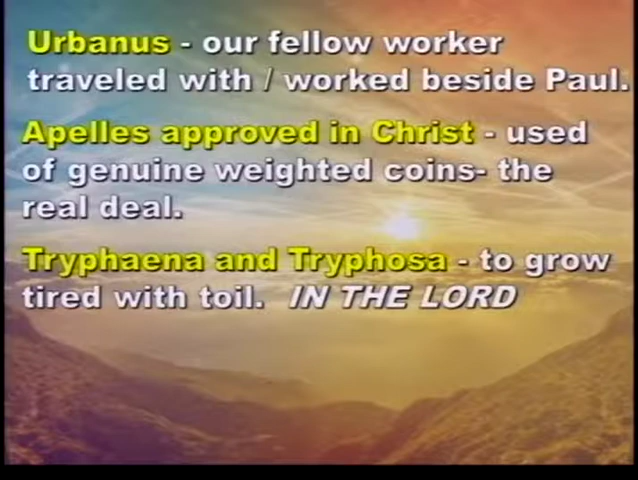 Urbanus - our fellow worker
traveled with / worked beside Paul.
Apelles approved in Christ - used
of genuine weighted coins- the
real deal.
Tryphaena and Tryphosa - to grow
tired with toil. IN THE LORD